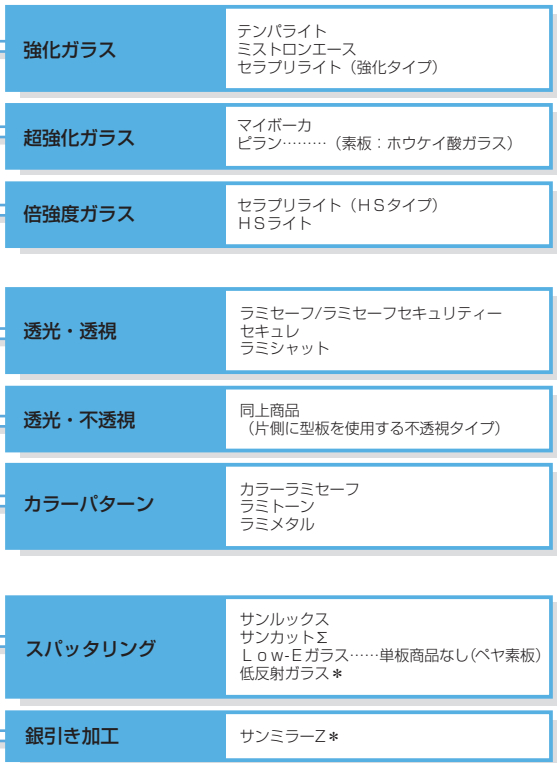 強化ガラス
テンパライト
ミストロンエース
セラプリライト（強化タイプ）
超強化ガラス
マイボーカ
ピラン………（素板：ホウケイ酸ガラス）
倍強度ガラス
セラプリライト（ＨＳタイプ）
ＨＳライト
透光・透視
ラミセーフ/ラミセーフセキュリティー
セキュレ
ラミシャット
透光・不透視
同上商品
（片側に型板を使用する不透視タイプ）
カラーパターン
カラーラミセーフ
ラミトーン
ラミメタル
スパッタリング
サンルックス
サンカットΣ
Ｌｏｗ-Ｅガラス……単板商品なし（ペヤ素板）
低反射ガラス＊
銀引き加工
サンミラーZ＊